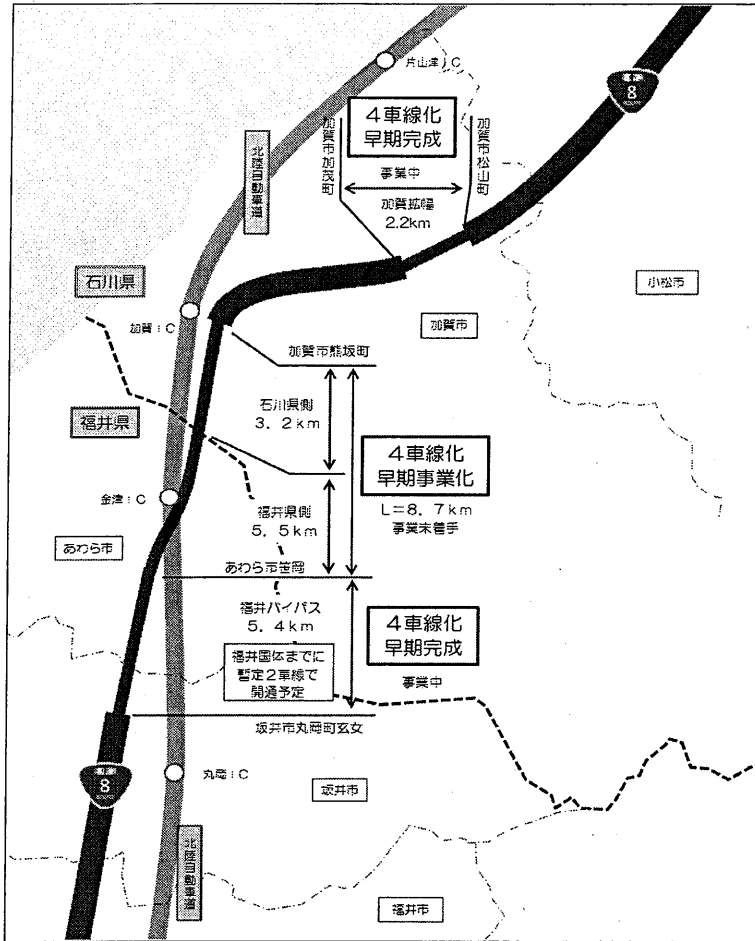 片山津IC
国道
8
ROUTE
4車線化
早期完成
加賀市加茂町
加賀市松山町
事業中
加賀拡幅
2.2km
北陸自動車道
石川県
小松市
加賀IC
加賀市
加賀市熊坂町
石川県側
3.2km
福井県
4車線化
早期事業化
L=8.7km
事業未着手
金津IC
福井県側
5.5km
あわら市
あわら市笹岡
福井バイパス
5.4km
4車線化
早期完成
福井国体までに
暫定2車線で
開通予定
事業中
坂井市丸岡町玄女
国道
8
ROUTE
丸岡IC
坂井市
北陸自動車道
福井市